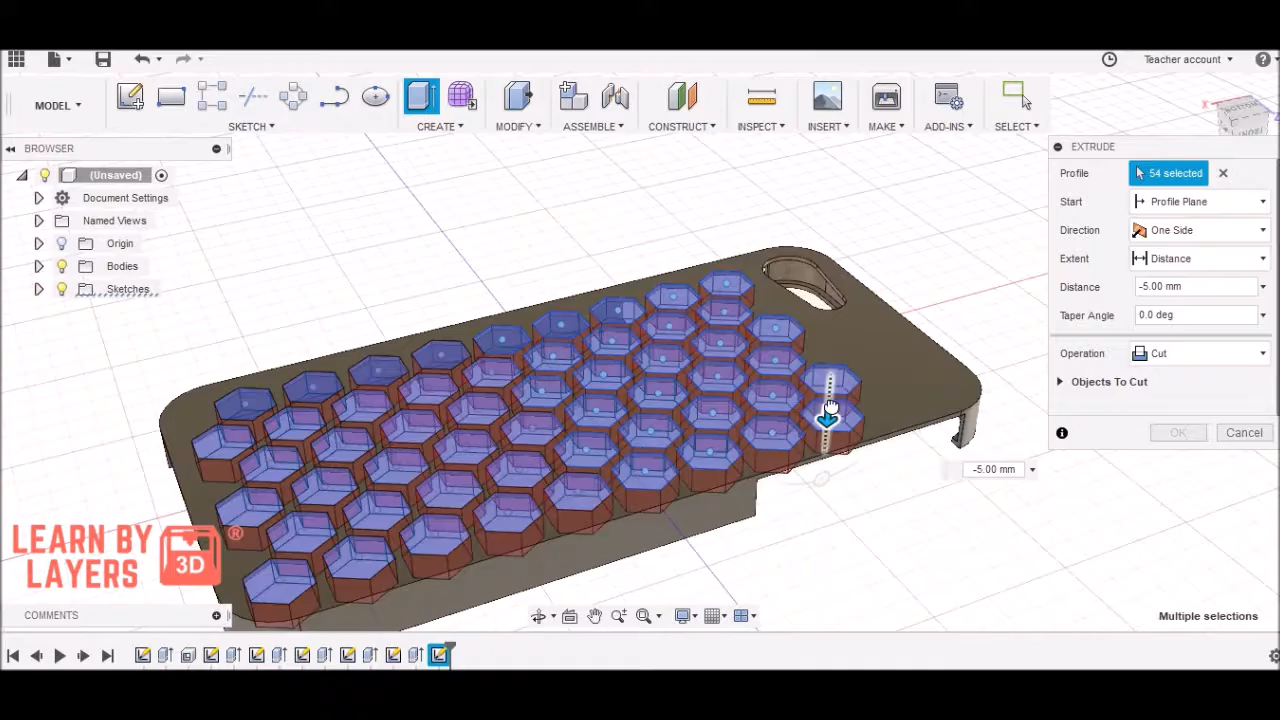 Teacher account
MODEL
SKETCH
CREATE
MODIFY
ASSEMBLE
CONSTRUCT
INSPECT
INSERT
MAKE
ADD-INS
SELECT
BROWSER
(Unsaved)
Document Settings
Named Views
Origin
Bodies
Sketches
X
BOTTOM
EXTRUDE
Profile 54 selected
Start Profile Plane
Direction One Side
Extent Distance
Distance -5.00 mm
Taper Angle 0.0 deg
Operation Cut
Objects To Cut
OK Cancel
-5.00 mm
LEARN BY
LAYERS
3D
®
COMMENTS
Multiple selections